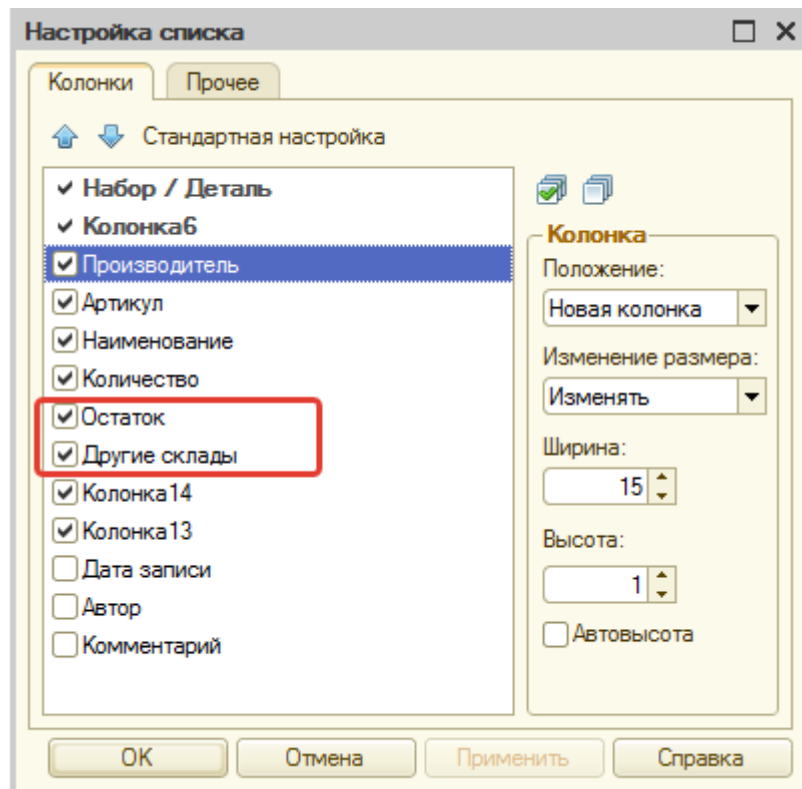 Настройка списка
Колонки
Прочее
Стандартная настройка
Набор / Деталь
Колонка6
Производитель
Артикул
Наименование
Количество
Остаток
Другие склады
Колонка14
Колонка13
Дата записи
Автор
Комментарий
Колонка
Положение:
Новая колонка
Изменение размера:
Изменять
Ширина:
15
Высота:
1
Автовысота
OK
Отмена
Применить
Справка